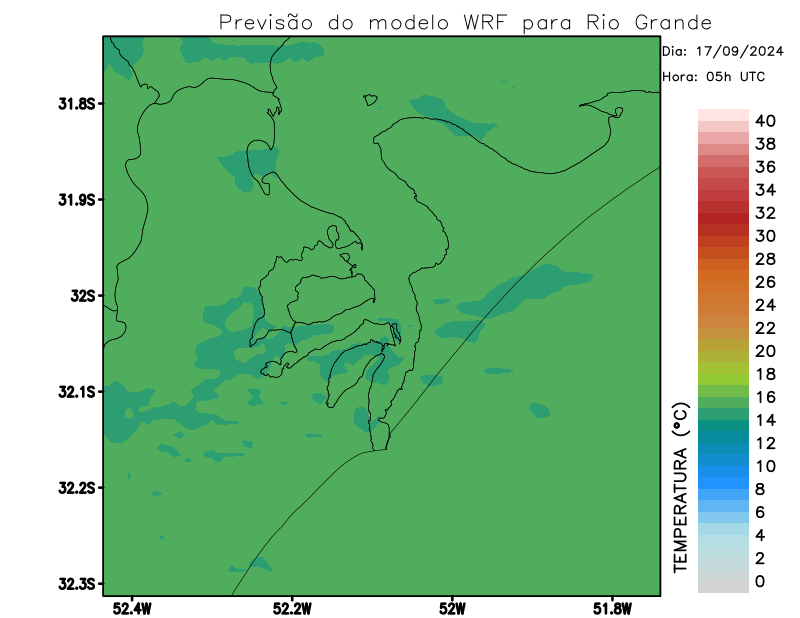 Previsão do modelo WRF para Rio Grande
Dia: 17/09/2024
Hora: 05h UTC
31.8S
31.9S
32S
32.1S
32.2S
32.3S
52.4W
52.2W
52W
51.8W
TEMPERATURA (°C)
40
38
36
34
32
30
28
26
24
22
20
18
16
14
12
10
8
6
4
2
0